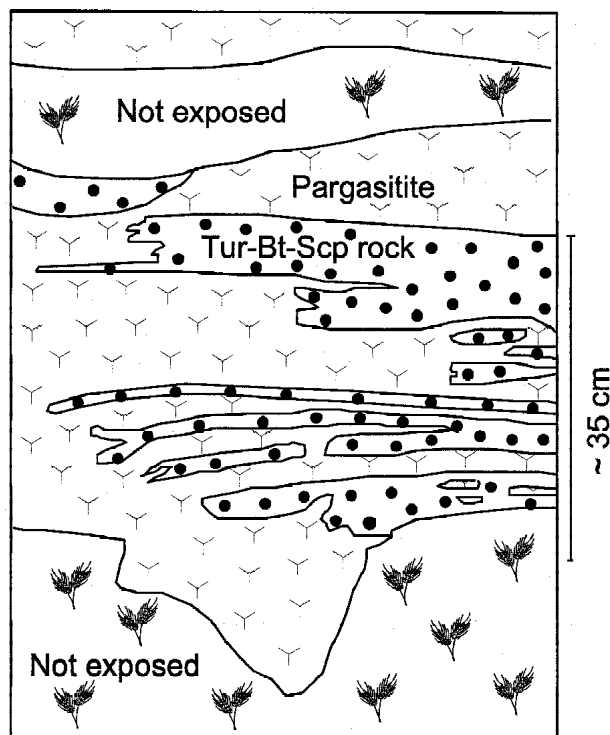 Not exposed
Pargasitite
Tur-Bt-Scp rock
~ 35 cm
Not exposed